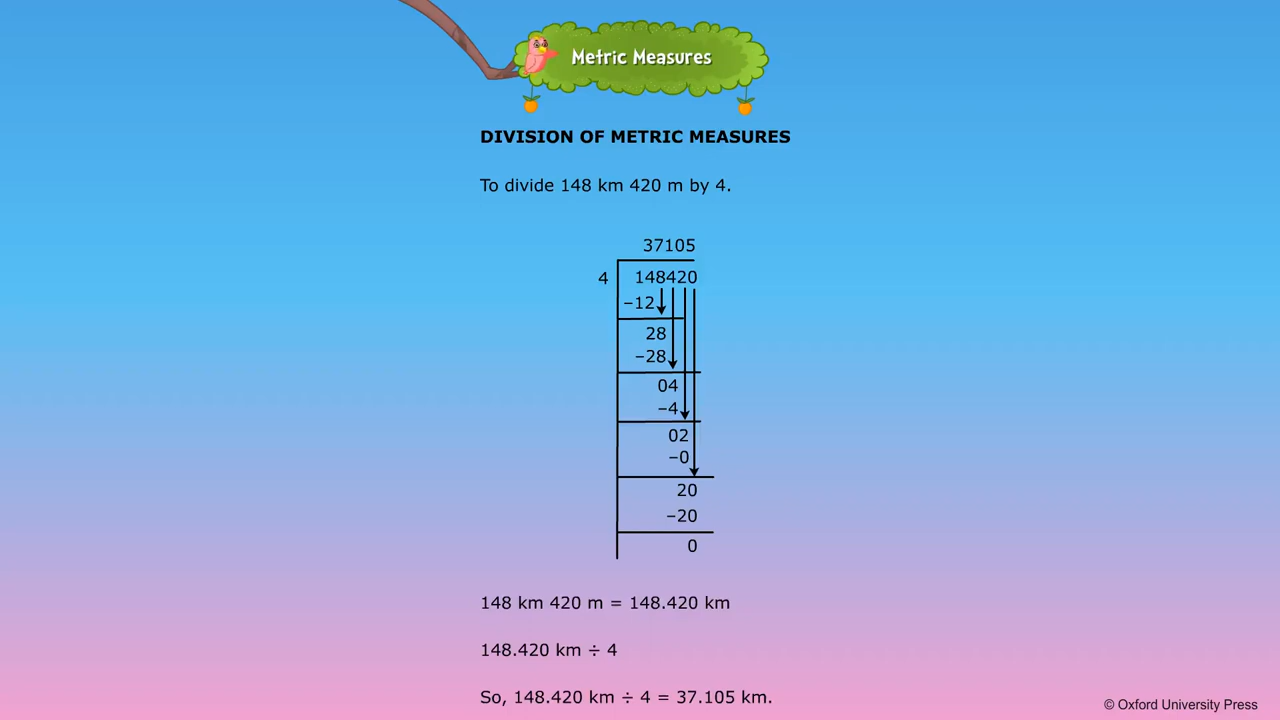 Metric Measures
DIVISION OF METRIC MEASURES
To divide 148 km 420 m by 4.
37105
4 148420
–12
28
–28
04
–4
02
–0
20
–20
0
148 km 420 m = 148.420 km
148.420 km ÷ 4
So, 148.420 km ÷ 4 = 37.105 km.
© Oxford University Press